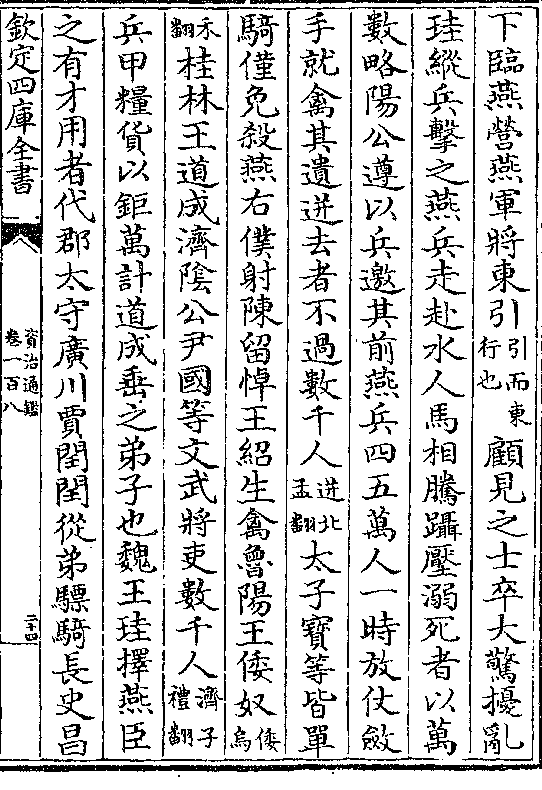 下臨燕營燕軍將東引引而東行也顧見之士卒大驚擾亂
珪縱兵擊之燕兵走赴水人馬相騰躡壓溺死者以萬
數略陽公遵以兵邀其前燕兵四五萬人一時放仗斂
手就禽其遺迸去者不過數千人迸北孟翻太子寶等皆單
騎僅免殺燕右僕射陳留悼王紹生禽魯陽王倭奴倭烏
禾翻桂林王道成濟隂公尹國等文武將吏數千人濟子禮翻
兵甲糧貨以鉅萬計道成垂之弟子也魏王珪擇燕臣
之有才用者代郡太守廣川賈閏閏從弟驃騎長史昌
欽定四庫全書 資治通鑑卷一百八 二十四